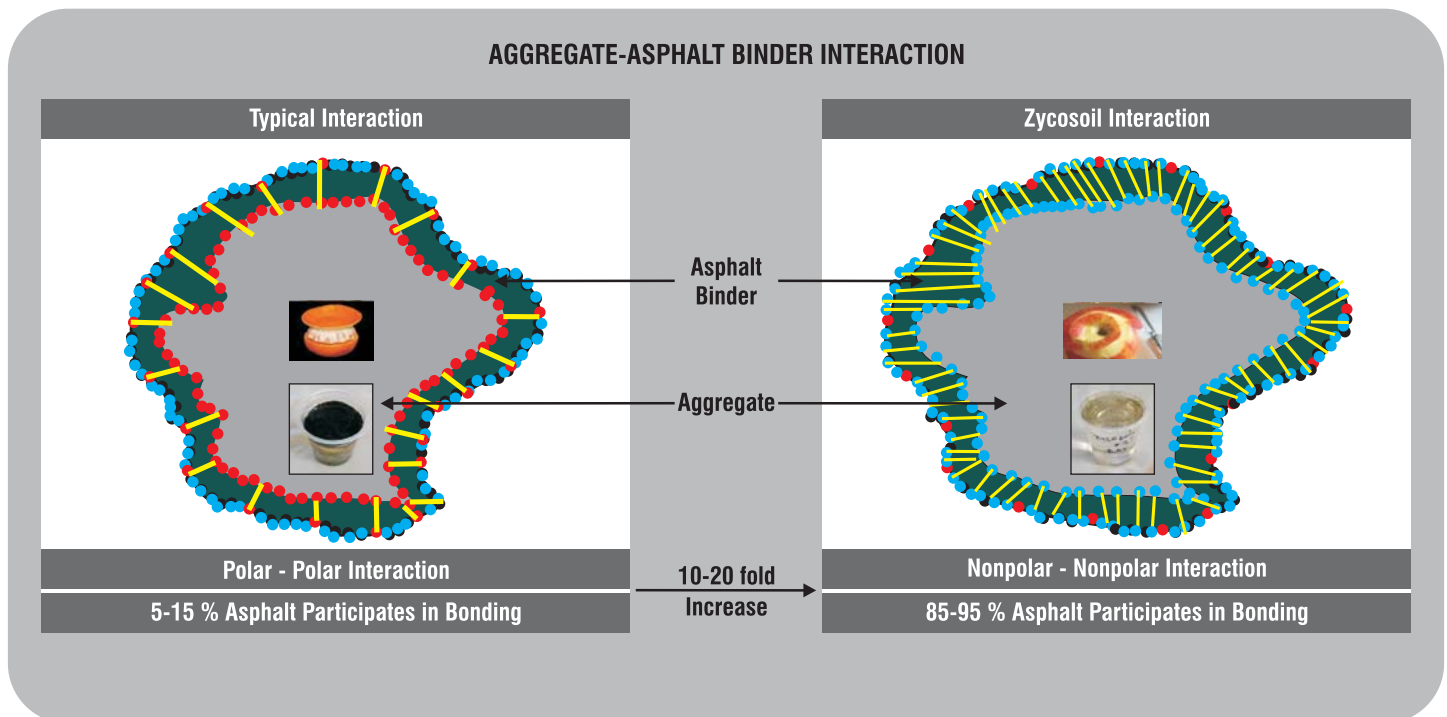 AGGREGATE-ASPHALT BINDER INTERACTION
Typical Interaction
Zycosoil Interaction
Asphalt
Binder
Aggregate
Polar - Polar Interaction
5-15 % Asphalt Participates in Bonding
10-20 fold
Increase
Nonpolar - Nonpolar Interaction
85-95 % Asphalt Participates in Bonding